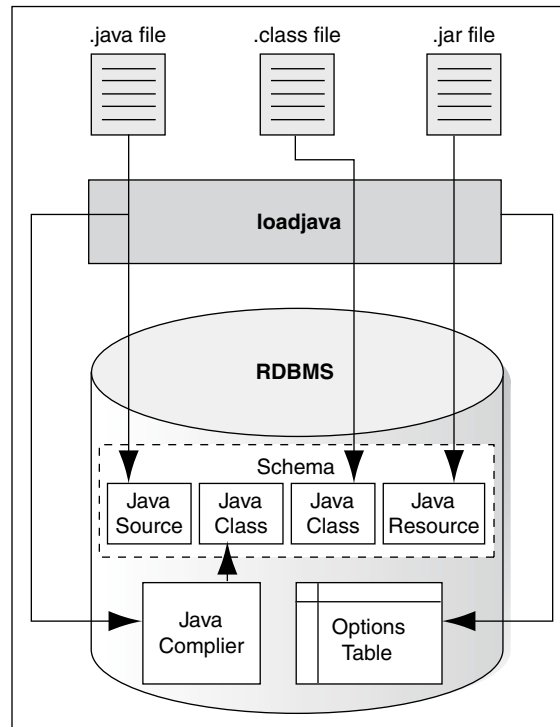 .java file
.class file
.jar file
loadjava
RDBMS
Schema
Java
Source
Java
Class
Java
Class
Java
Resource
Java
Complier
Options
Table